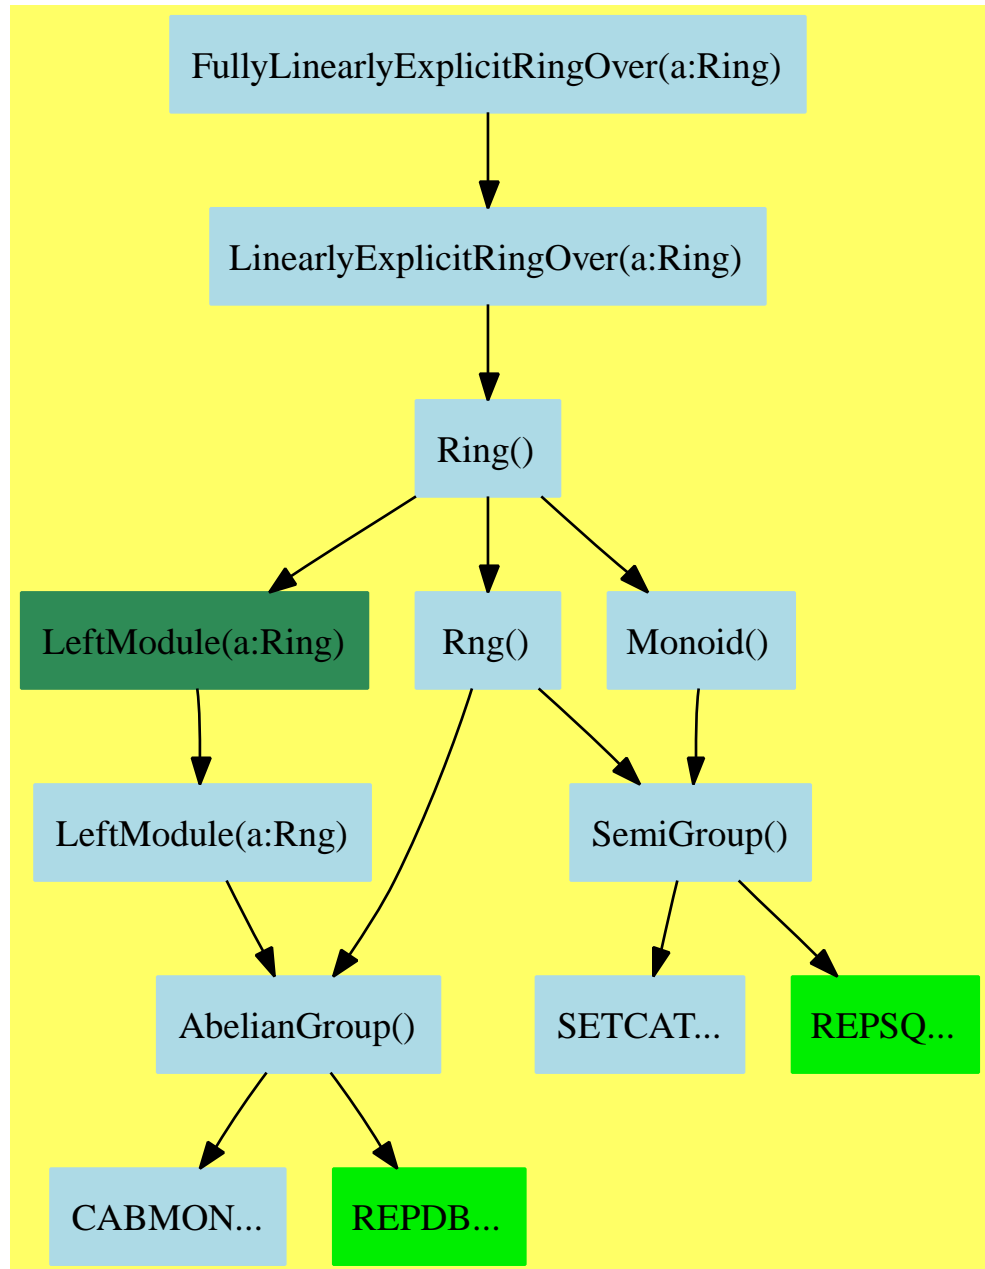 FullyLinearlyExplicitRingOver(a:Ring)
LinearlyExplicitRingOver(a:Ring)
Ring()
LeftModule(a:Ring)
Rng()
Monoid()
LeftModule(a:Rng)
SemiGroup()
AbelianGroup()
SETCAT...
REPSQ...
CABMON...
REPDB...